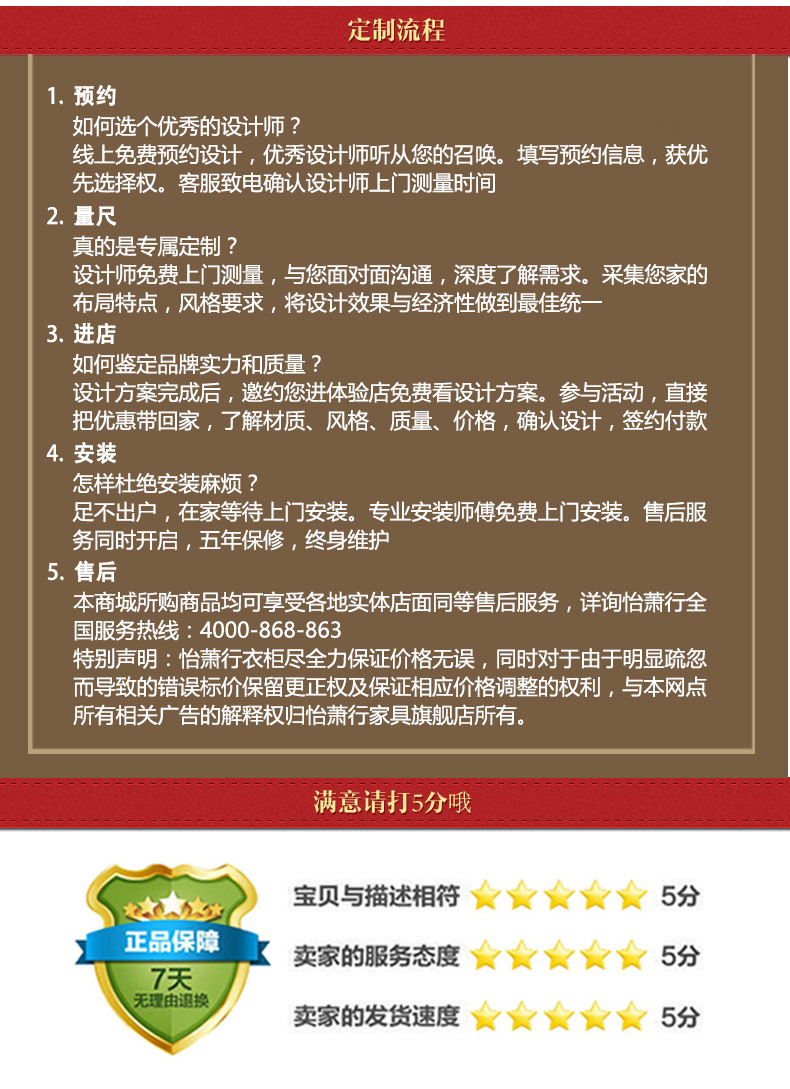 定制流程
1. 预约
如何选个优秀的设计师？
线上免费预约设计，优秀设计师听从您的召唤。填写预约信息，获优
先选择权。客服致电确认设计师上门测量时间
2. 量尺
真的是专属定制？
设计师免费上门测量，与您面对面沟通，深度了解需求。采集您家的
布局特点，风格要求，将设计效果与经济性做到最佳统一
3. 进店
如何鉴定品牌实力和质量？
设计方案完成后，邀约您进体验店免费看设计方案。参与活动，直接
把优惠带回家，了解材质、风格、质量、价格，确认设计，签约付款
4. 安装
怎样杜绝安装麻烦？
足不出户，在家等待上门安装。专业安装师傅免费上门安装。售后服
务同时开启，五年保修，终身维护
5. 售后
本商城所购商品均可享受各地实体店面同等售后服务，详询怡萧行全
国服务热线：4000-868-863
特别声明：怡萧行衣柜尽全力保证价格无误，同时对于由于明显疏忽
而导致的错误标价保留更正权及保证相应价格调整的权利，与本网点
所有相关广告的解释权归怡萧行家具旗舰店所有。
满意请打5分哦
正品保障
7天
无理由退换
宝贝与描述相符 5分
卖家的服务态度 5分
卖家的发货速度 5分